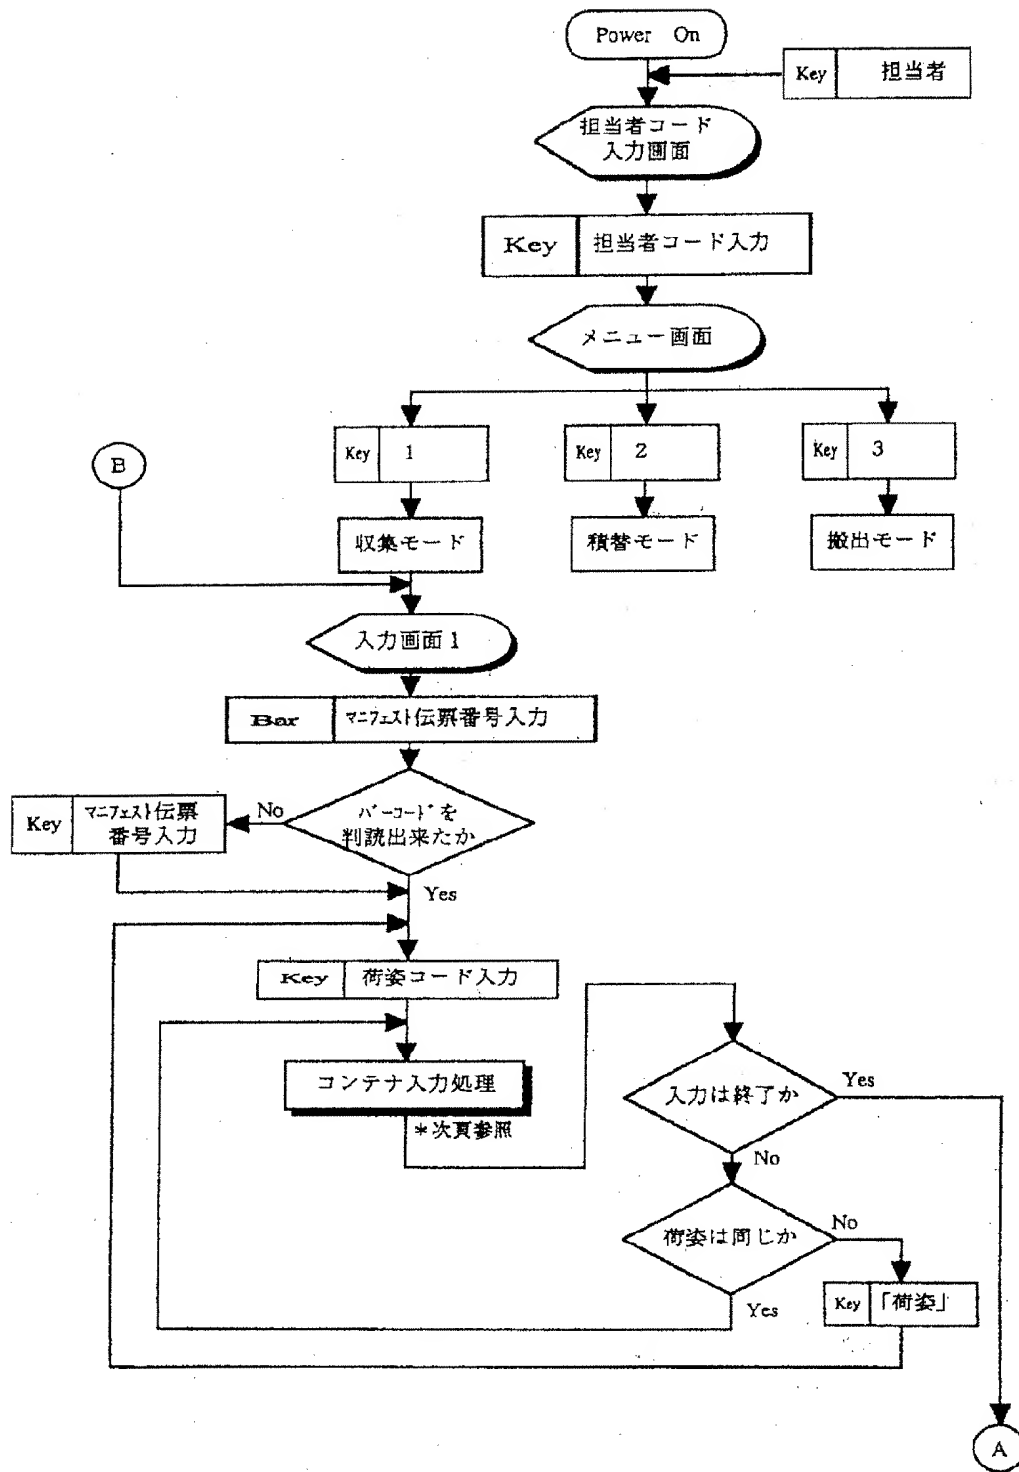 Power On
Key 担当者
担当者コード
入力画面
Key 担当者コード入力
メニュー画面
Key 1
Key 2
Key 3
B
収集モード
積替モード
搬出モード
入力画面1
Bar マニフェスト伝票番号入力
バーコードを
判読出来たか
No
Key マニフェスト伝票
番号入力
Yes
Key 荷姿コード入力
コンテナ入力処理
*次頁参照
入力は終了か
Yes
No
荷姿は同じか
No
Yes
Key 「荷姿」
A